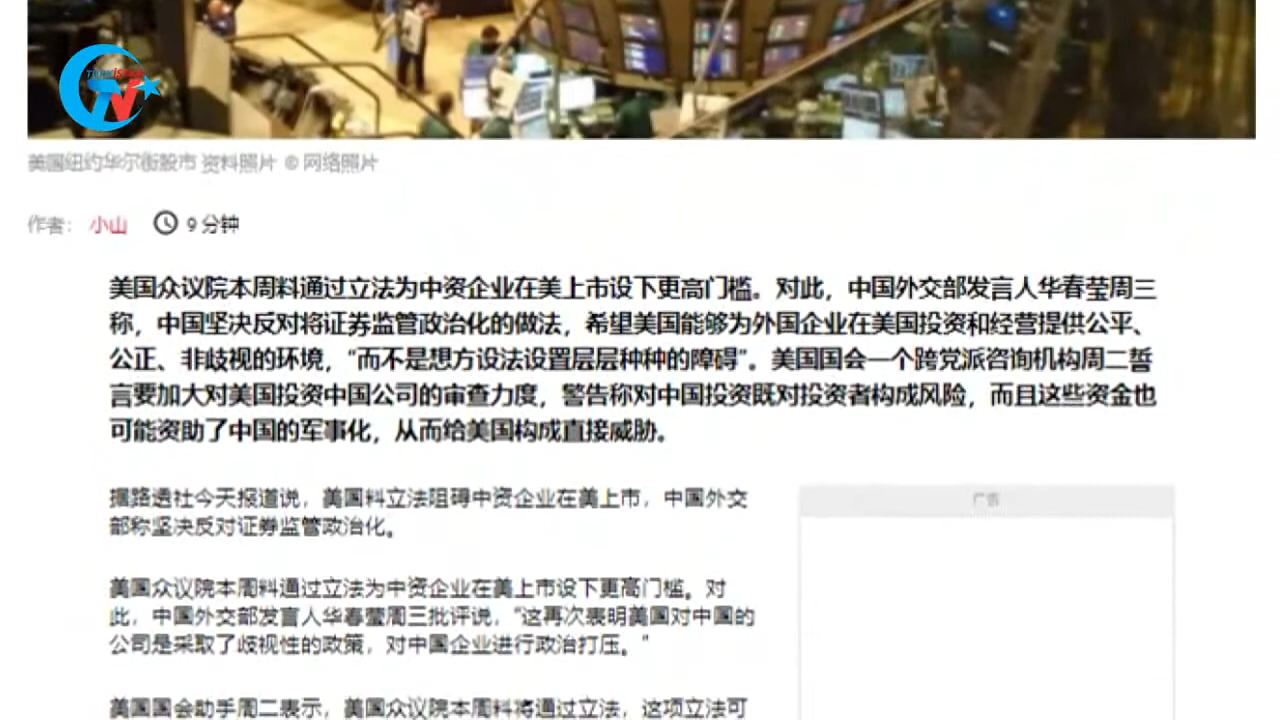 TV
美国纽约华尔街股市 资料照片 © 网络照片
作者： 小山 9 分钟
美国众议院本周料通过立法为中资企业在美上市设下更高门槛。对此，中国外交部发言人华春莹周三
称，中国坚决反对将证券监管政治化的做法，希望美国能够为外国企业在美国投资和经营提供公平、
公正、非歧视的环境，“而不是想方设法设置层层种种的障碍”。美国国会一个跨党派咨询机构周二誓
言要加大对美国投资中国公司的审查力度，警告称对中国投资既对投资者构成风险，而且这些资金也
可能资助了中国的军事化，从而给美国构成直接威胁。
据路透社今天报道说，美国料立法阻碍中资企业在美上市，中国外交
部称坚决反对证券监管政治化。
广告
美国众议院本周料通过立法为中资企业在美上市设下更高门槛。对
此，中国外交部发言人华春莹周三批评说，“这再次表明美国对中国的
公司是采取了歧视性的政策，对中国企业进行政治打压。”
美国国会助手周二表示，美国众议院本周料将通过立法，这项立法可